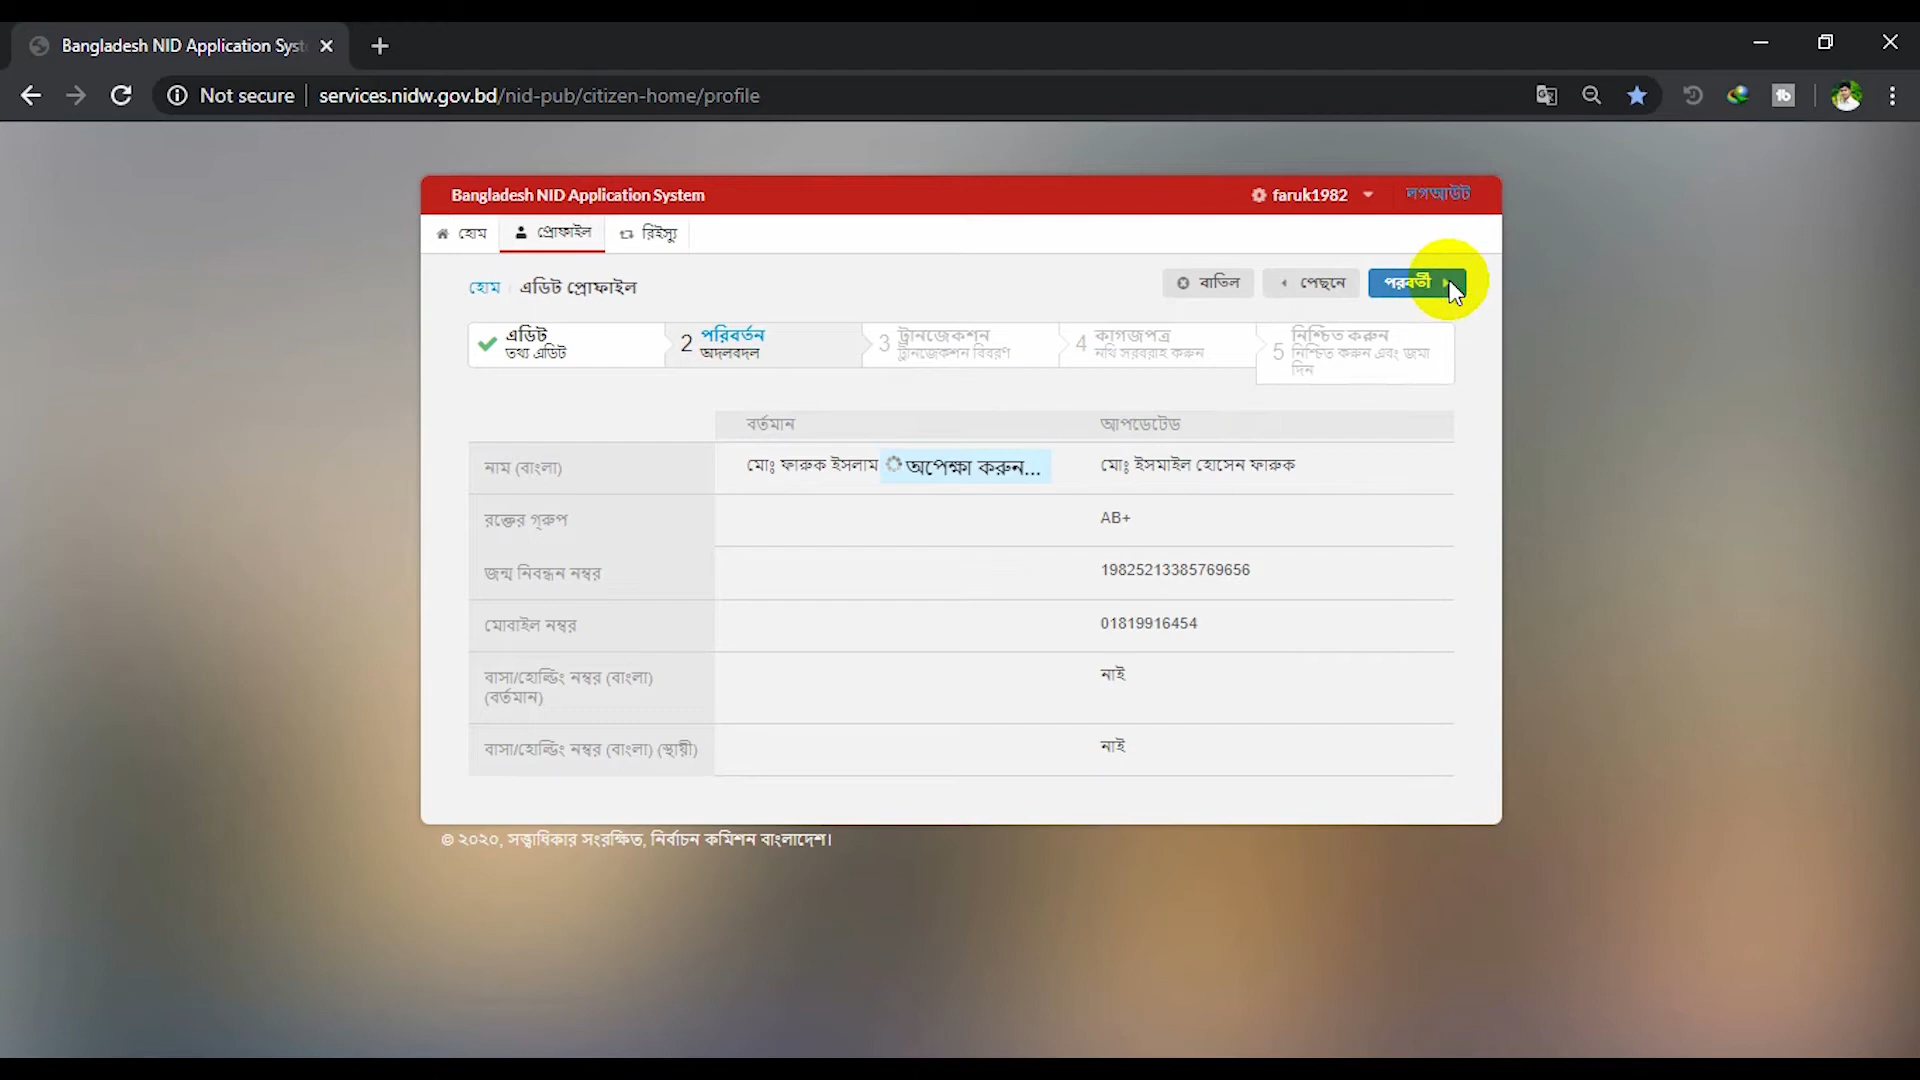 Bangladesh NID Application Syst
Not secure services.nidw.gov.bd/nid-pub/citizen-home/profile
Bangladesh NID Application System faruk1982 লগআউট
হোম প্রোফাইল রিইস্যু
হোম এডিট প্রোফাইল বাতিল পেছনে পরবর্তী
এডিট
তথ্য এডিট
2 পরিবর্তন
অদলবদল
3 ট্রানজেকশন
ট্রানজেকশন বিবরণ
4 কাগজপত্র
নথি সরবরাহ করুন
5 নিশ্চিত করুন
নিশ্চিত করুন এবং জমা
দিন
বর্তমান আপডেটেড
নাম (বাংলা) মোঃ ফারুক ইসলাম অপেক্ষা করুন... মোঃ ইসমাইল হোসেন ফারুক
রক্তের গ্রুপ AB+
জন্ম নিবন্ধন নম্বর 19825213385769656
মোবাইল নম্বর 01819916454
বাসা/হোল্ডিং নম্বর (বাংলা)
(বর্তমান) নাই
বাসা/হোল্ডিং নম্বর (বাংলা) (স্থায়ী) নাই
© ২০২০, সত্ত্বাধিকার সংরক্ষিত, নির্বাচন কমিশন বাংলাদেশ।